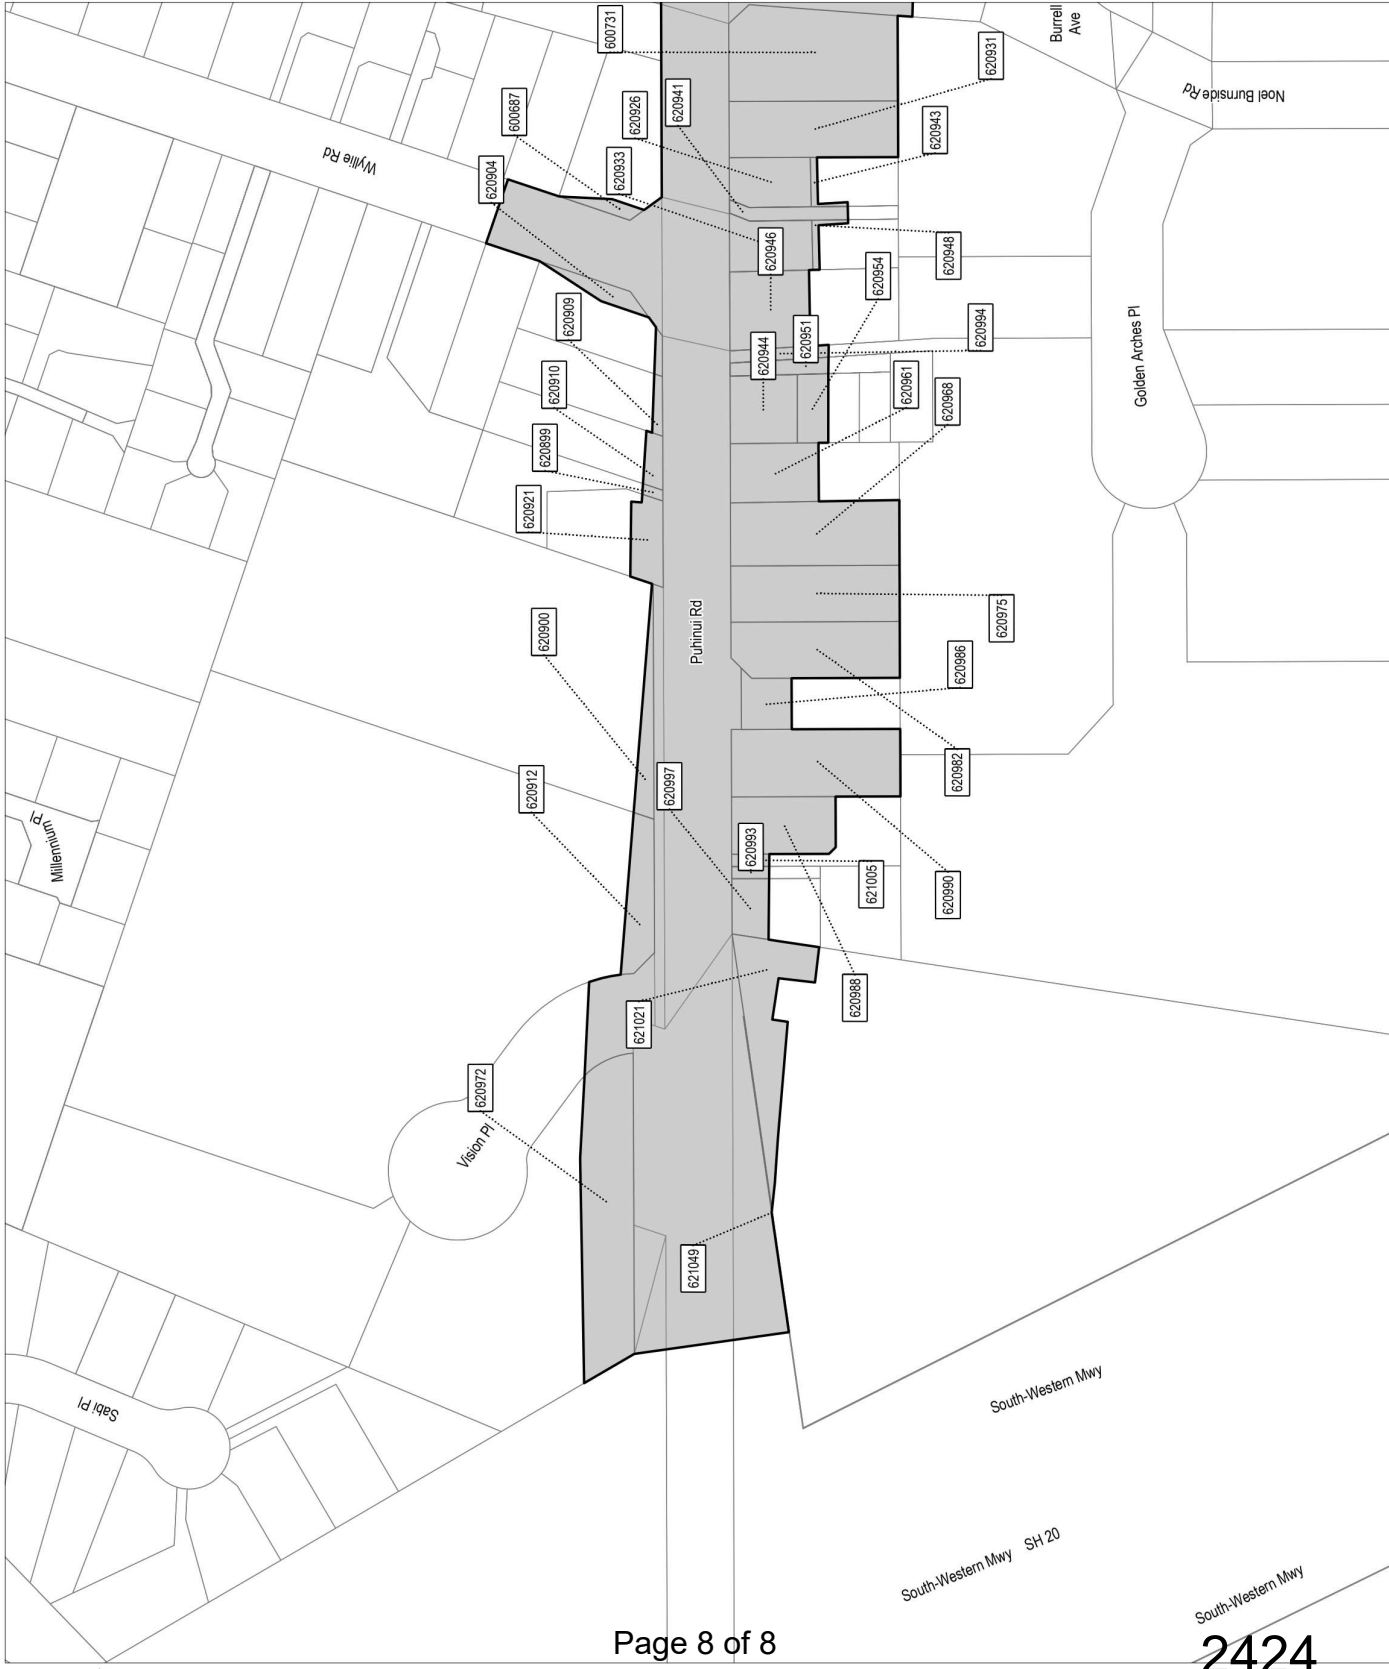 600731
Burrell
Ave
620931
600687
620926
620941
Noel Burnside Rd
620943
Wyllie Rd
620904
620933
620946
620948
620954
620909
620994
620944
620951
Golden Arches Pl
620910
620961
620968
620899
620921
620900
Puhinui Rd
620975
620986
620912
620997
620982
Millennium
Pl
620993
621005
620990
621021
620988
620972
Vision Pl
621049
South-Western Mwy
Sabi Pl
South-Western Mwy
SH 20
South-Western Mwy
Page 8 of 8
2424